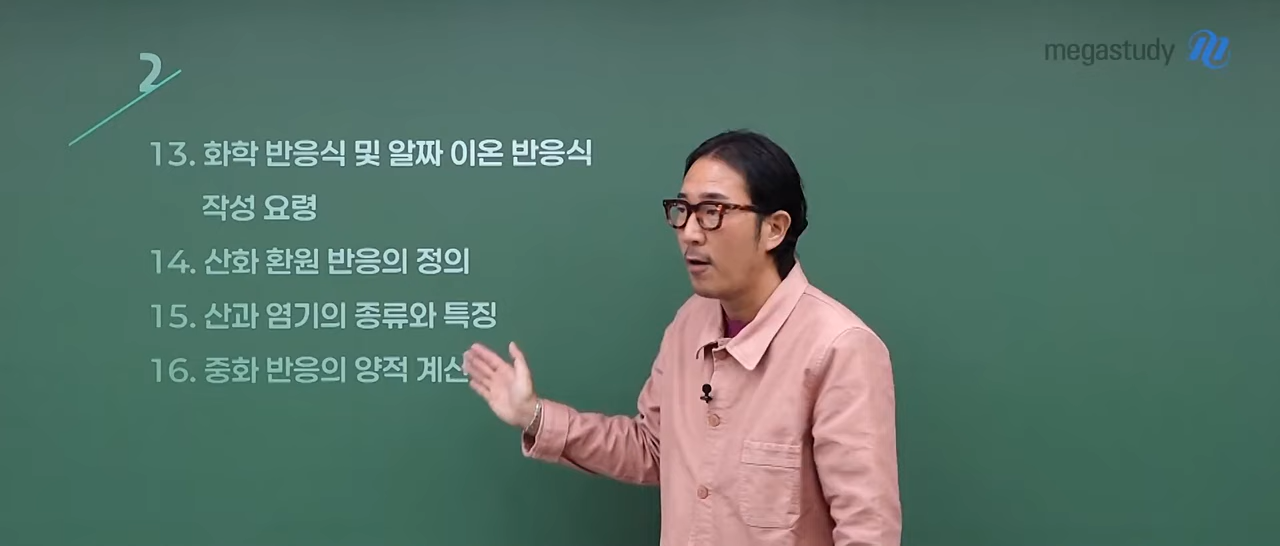 megastudy
2
13. 화학 반응식 및 알짜 이온 반응식
작성 요령
14. 산화 환원 반응의 정의
15. 산과 염기의 종류와 특징
16. 중화 반응의 양적 계산